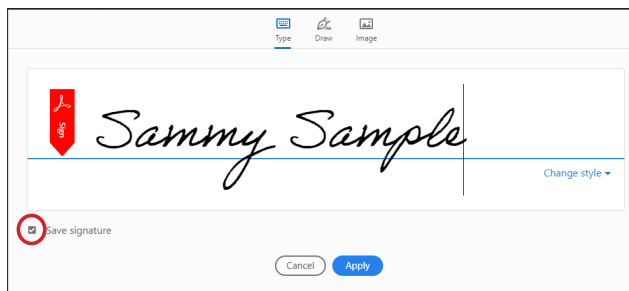 Type Draw Image
Sign
Sammy Sample
Change style
Save signature
Cancel Apply